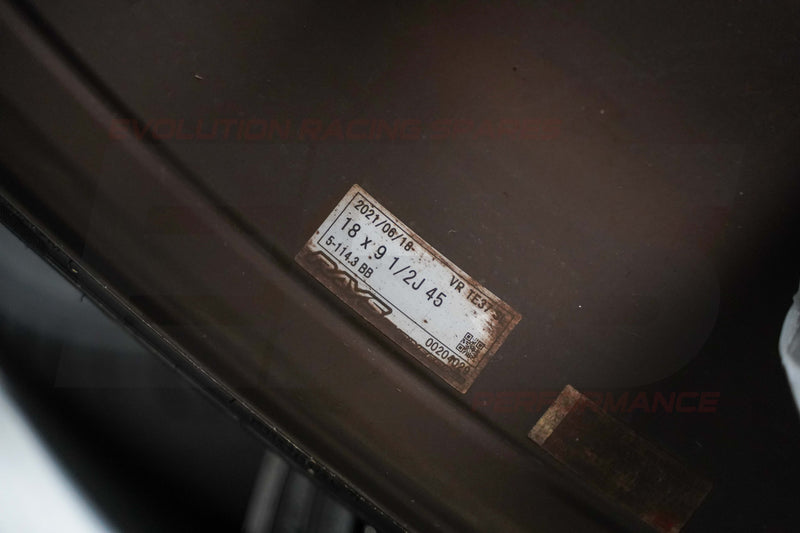 EVOLUTION RACING
2021/06/18
VR TE37
18 x 9 1/2J 45
5-114.3 BB
RAYS
PERFORMANCE